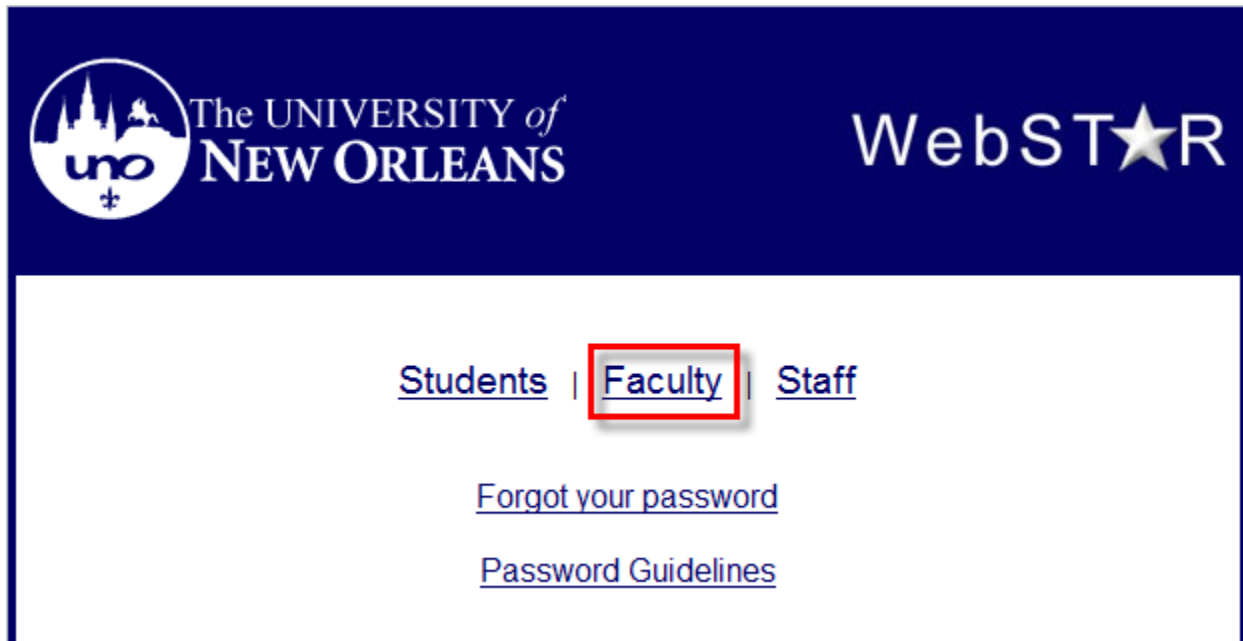 uno
The UNIVERSITY of
NEW ORLEANS
WebSTAR
Students | Faculty | Staff
Forgot your password
Password Guidelines